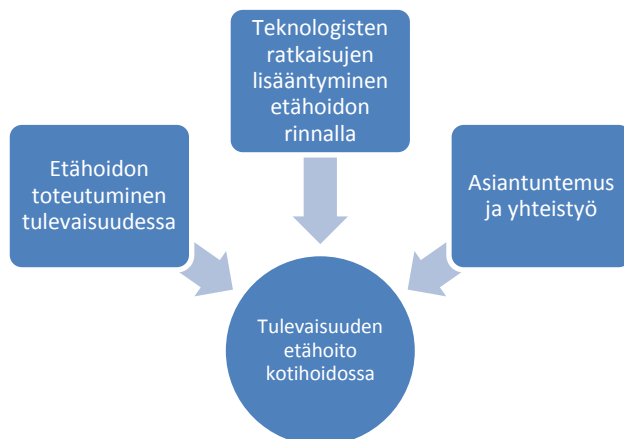 Teknologisten
ratkaisujen
lisääntyminen
etähoidon
rinnalla
Etähoidon
toteutuminen
tulevaisuudessa
Asiantuntemus
ja yhteistyö
Tulevaisuuden
etähoito
kotihoidossa